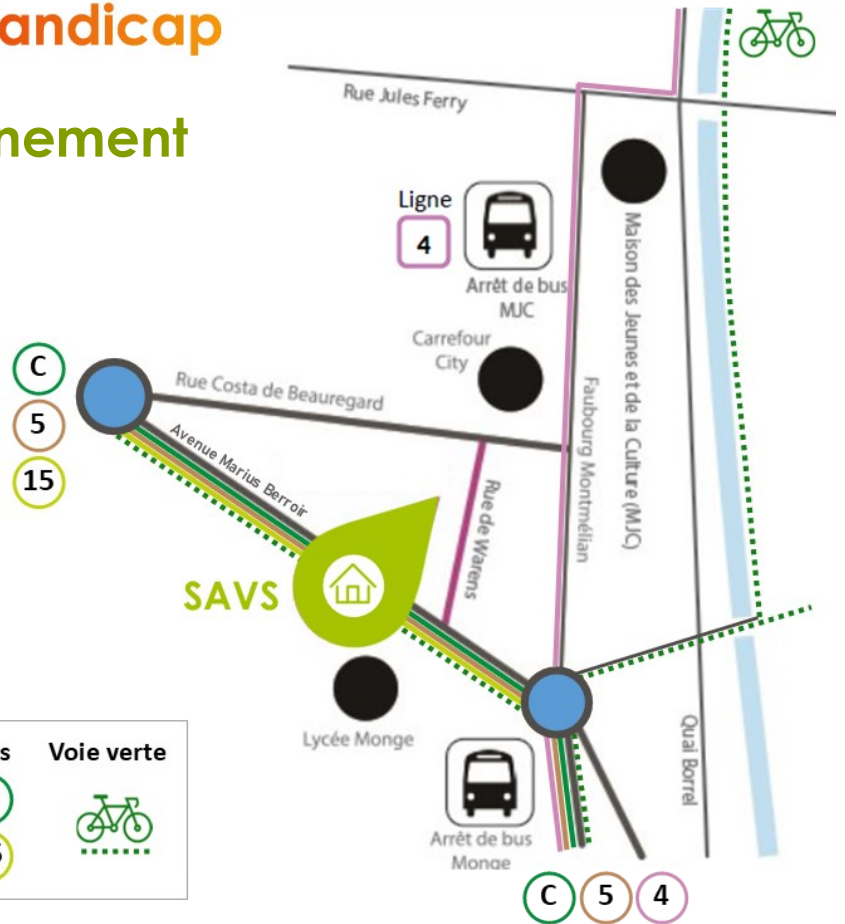 andicap
nement
Rue Jules Ferry
Ligne
4
Arrêt de bus
MJC
Maison des Jeunes et de la Culture (MJC)
Carrefour
City
C
5
15
Rue Costa de Beauregard
Avenue Marius Berroir
Faubourg Montmélian
Rue de Warens
SAVS
Lycée Monge
Quai Borrel
s
Voie verte
Arrêt de bus
Monge
C
5
4